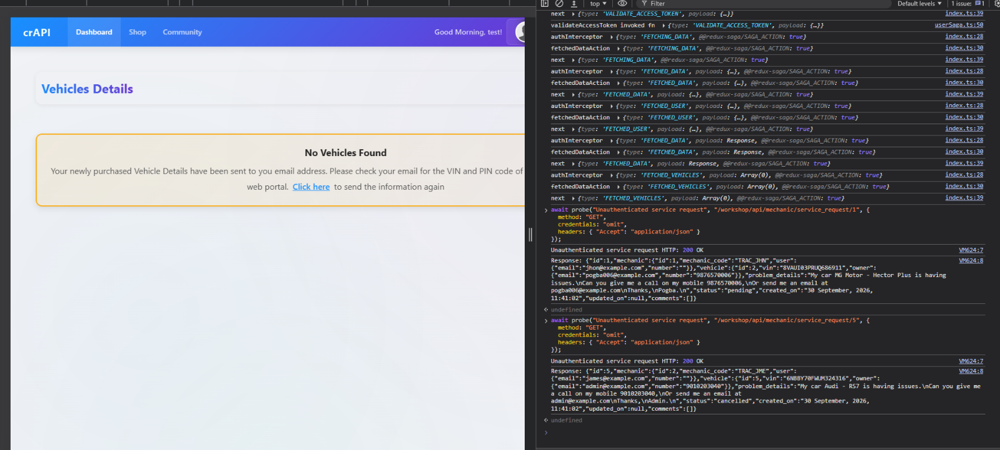 crAPI Dashboard Shop Community Good Morning, test!
Vehicles Details
No Vehicles Found
Your newly purchased Vehicle Details have been sent to you email address. Please check your email for the VIN and PIN code of
web portal. Click here to send the information again
top Filter Default levels 1 Issue: 1
next {type: 'VALIDATE_ACCESS_TOKEN', payload: {…}} index.ts:39
validateAccessToken invoked fn {type: 'VALIDATE_ACCESS_TOKEN', payload: {…}} userSaga.ts:50
authInterceptor {type: 'FETCHING_DATA', @@redux-saga/SAGA_ACTION: true} index.ts:28
fetchedDataAction {type: 'FETCHING_DATA', @@redux-saga/SAGA_ACTION: true} index.ts:30
next {type: 'FETCHING_DATA', @@redux-saga/SAGA_ACTION: true} index.ts:39
authInterceptor {type: 'FETCHED_DATA', payload: {…}, @@redux-saga/SAGA_ACTION: true} index.ts:28
fetchedDataAction {type: 'FETCHED_DATA', payload: {…}, @@redux-saga/SAGA_ACTION: true} index.ts:30
next {type: 'FETCHED_DATA', payload: {…}, @@redux-saga/SAGA_ACTION: true} index.ts:39
authInterceptor {type: 'FETCHED_USER', payload: {…}, @@redux-saga/SAGA_ACTION: true} index.ts:28
fetchedDataAction {type: 'FETCHED_USER', payload: {…}, @@redux-saga/SAGA_ACTION: true} index.ts:30
next {type: 'FETCHED_USER', payload: {…}, @@redux-saga/SAGA_ACTION: true} index.ts:39
authInterceptor {type: 'FETCHED_DATA', payload: Response, @@redux-saga/SAGA_ACTION: true} index.ts:28
fetchedDataAction {type: 'FETCHED_DATA', payload: Response, @@redux-saga/SAGA_ACTION: true} index.ts:30
next {type: 'FETCHED_DATA', payload: Response, @@redux-saga/SAGA_ACTION: true} index.ts:39
authInterceptor {type: 'FETCHED_VEHICLES', payload: Array(0), @@redux-saga/SAGA_ACTION: true} index.ts:28
fetchedDataAction {type: 'FETCHED_VEHICLES', payload: Array(0), @@redux-saga/SAGA_ACTION: true} index.ts:30
next {type: 'FETCHED_VEHICLES', payload: Array(0), @@redux-saga/SAGA_ACTION: true} index.ts:39
await probe("Unauthenticated service request", "/workshop/api/mechanic/service_request/1", {
method: "GET",
credentials: "omit",
headers: { "Accept": "application/json" }
});
Unauthenticated service request HTTP: 200 OK VM624:7
Response: {"id":1,"mechanic":{"id":1,"mechanic_code":"TRAC_JHN","user": VM624:8
{"email":"jhon@example.com","number":""}},"vehicle":{"id":2,"vin":"8VAUI03PRUQ686911","owner":
{"email":"pogba006@example.com","number":"9876570006"}},"problem_details":"My car MG Motor - Hector Plus is having
issues.\nCan you give me a call on my mobile 9876570006,\nOr send me an email at
pogba006@example.com\nThanks,\nPogba.\n","status":"pending","created_on":"30 September, 2026,
11:41:02","updated_on":null,"comments":[]}
undefined
await probe("Unauthenticated service request", "/workshop/api/mechanic/service_request/5", {
method: "GET",
credentials: "omit",
headers: { "Accept": "application/json" }
});
Unauthenticated service request HTTP: 200 OK VM624:7
Response: {"id":5,"mechanic":{"id":2,"mechanic_code":"TRAC_JME","user": VM624:8
{"email":"james@example.com","number":""}},"vehicle":{"id":5,"vin":"6NBBY70FWUM324316","owner":
{"email":"admin@example.com","number":"9010203040"}},"problem_details":"My car Audi - RS7 is having issues.\nCan you give me
a call on my mobile 9010203040,\nOr send me an email at
admin@example.com\nThanks,\nAdmin.\n","status":"cancelled","created_on":"30 September, 2026,
11:41:02","updated_on":null,"comments":[]}
undefined